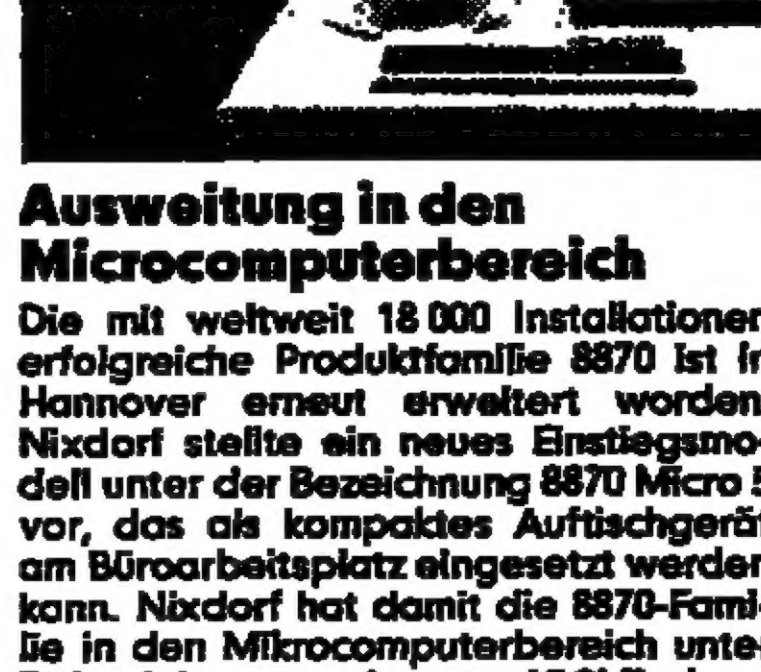 Ausweitung in den
Microcomputerbereich
Die mit weltweit 18 000 Installationen
erfolgreiche Produktfamilie 8870 ist in
Hannover erneut erweitert worden.
Nixdorf stellte ein neues Einstiegsmo-
dell unter der Bezeichnung 8870 Micro
vor, das als kompaktes Auftischgerät
am Büroarbeitsplatz eingesetzt werden
kann. Nixdorf hat damit die 8870-Fami-
lie in den Mikrocomputerbereich unter